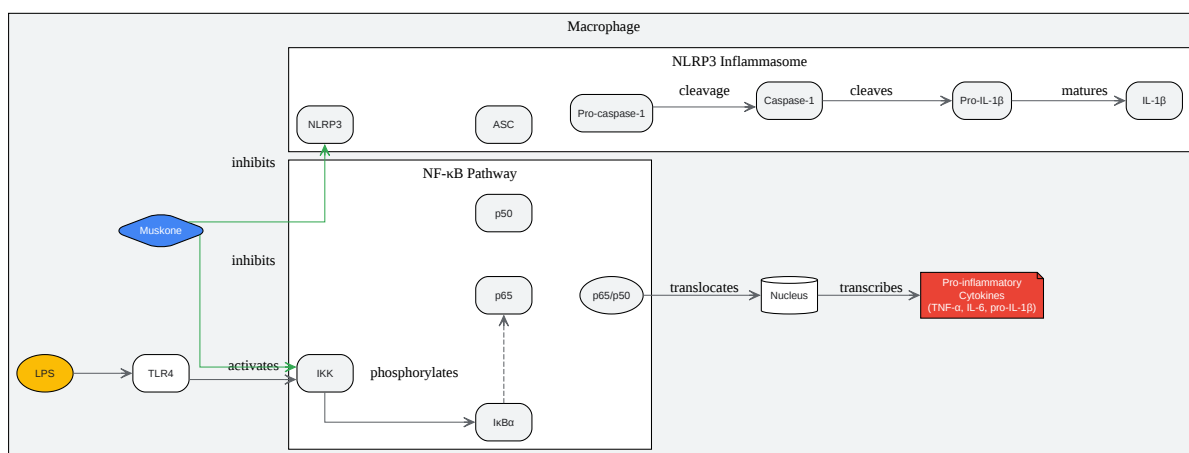 Macrophage
NLRP3 Inflammasome
cleavage
cleaves
matures
Pro-caspase-1
Caspase-1
Pro-IL-1β
IL-1β
NLRP3
ASC
inhibits
NF-κB Pathway
p50
Muskone
inhibits
p65
p65/p50
translocates
Nucleus
transcribes
Pro-inflammatory
Cytokines
(TNF-α, IL-6, pro-IL-1β)
LPS
TLR4
activates
IKK
phosphorylates
IκBα